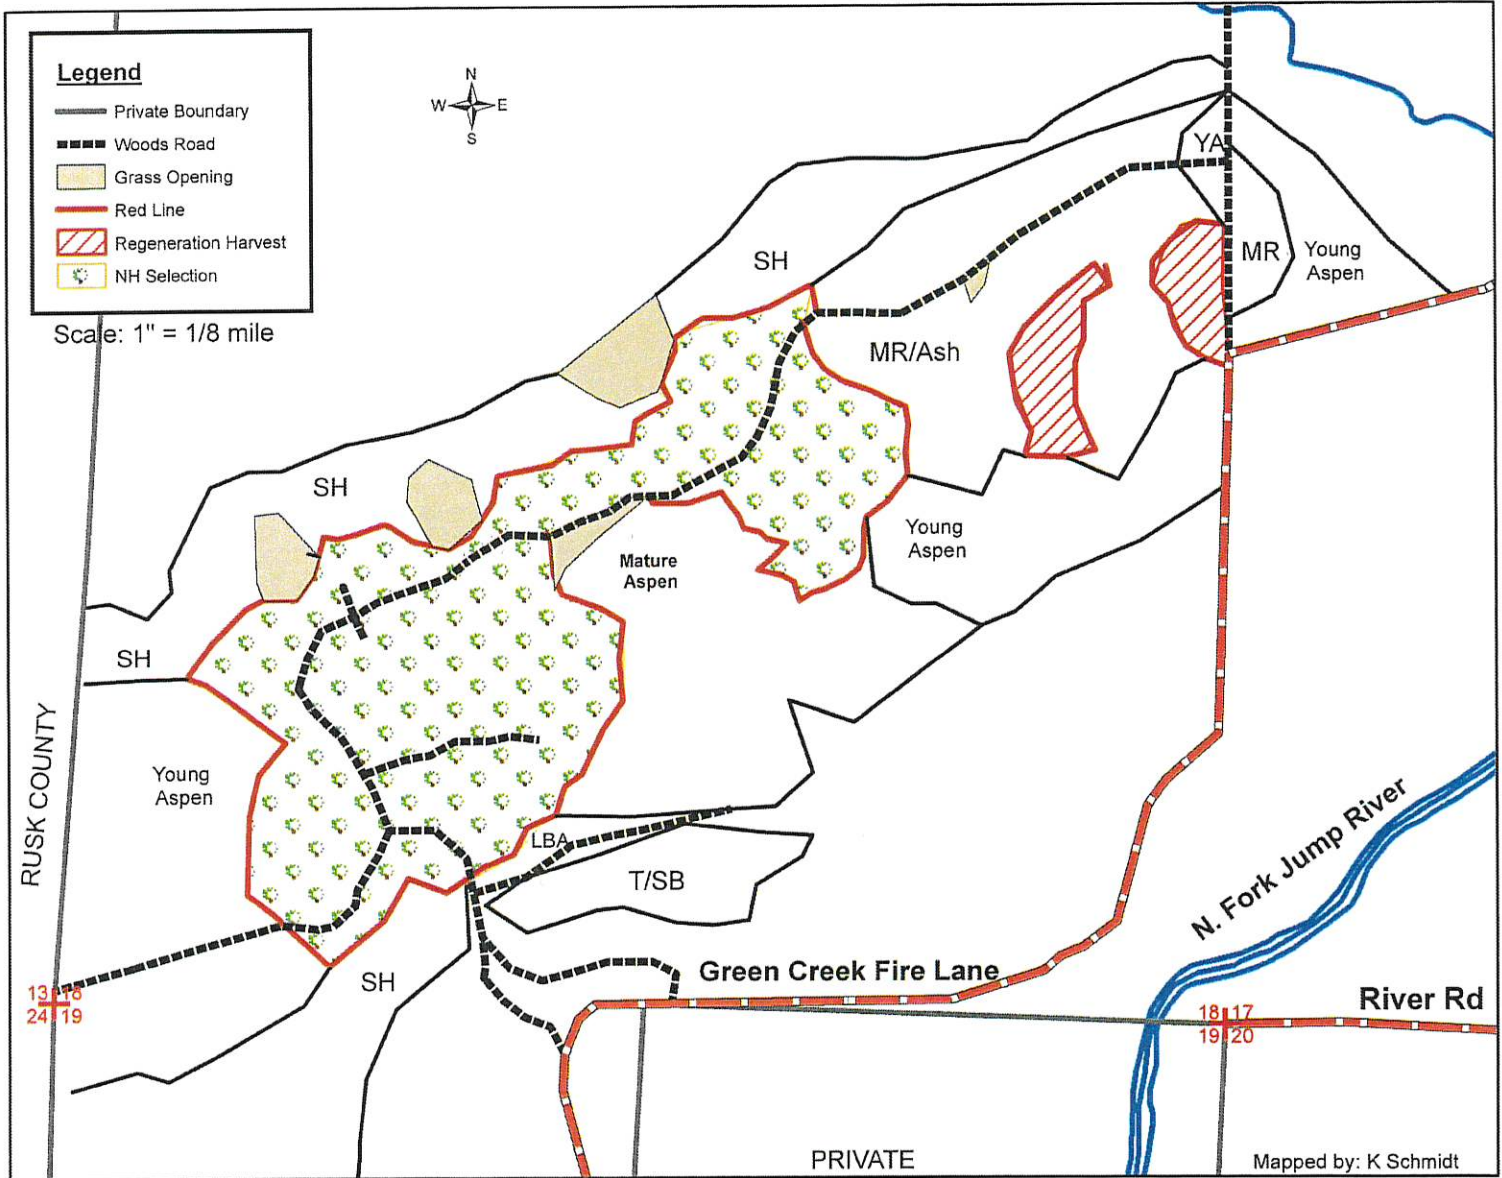 Legend
Private Boundary
Woods Road
Grass Opening
Red Line
Regeneration Harvest
NH Selection
Scale: 1" = 1/8 mile
N
W E
S
YA
MR
Young
Aspen
SH
MR/Ash
SH
Young
Aspen
Mature
Aspen
SH
RUSK COUNTY
Young
Aspen
LBA
T/SB
N. Fork Jump River
SH
Green Creek Fire Lane
13 18
24 19
River Rd
18 17
19 20
PRIVATE
Mapped by: K Schmidt